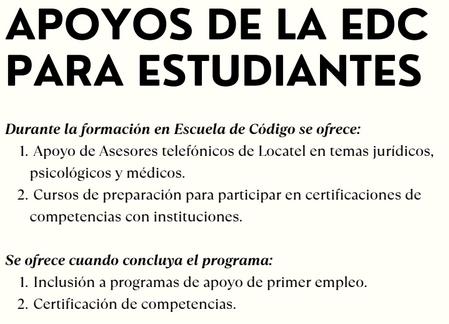 APOYOS DE LA EDC
PARA ESTUDIANTES
Durante la formación en Escuela de Código se ofrece:
1. Apoyo de Asesores telefónicos de Locatel en temas jurídicos,
psicológicos y médicos.
2. Cursos de preparación para participar en certificaciones de
competencias con instituciones.
Se ofrece cuando concluya el programa:
1. Inclusión a programas de apoyo de primer empleo.
2. Certificación de competencias.